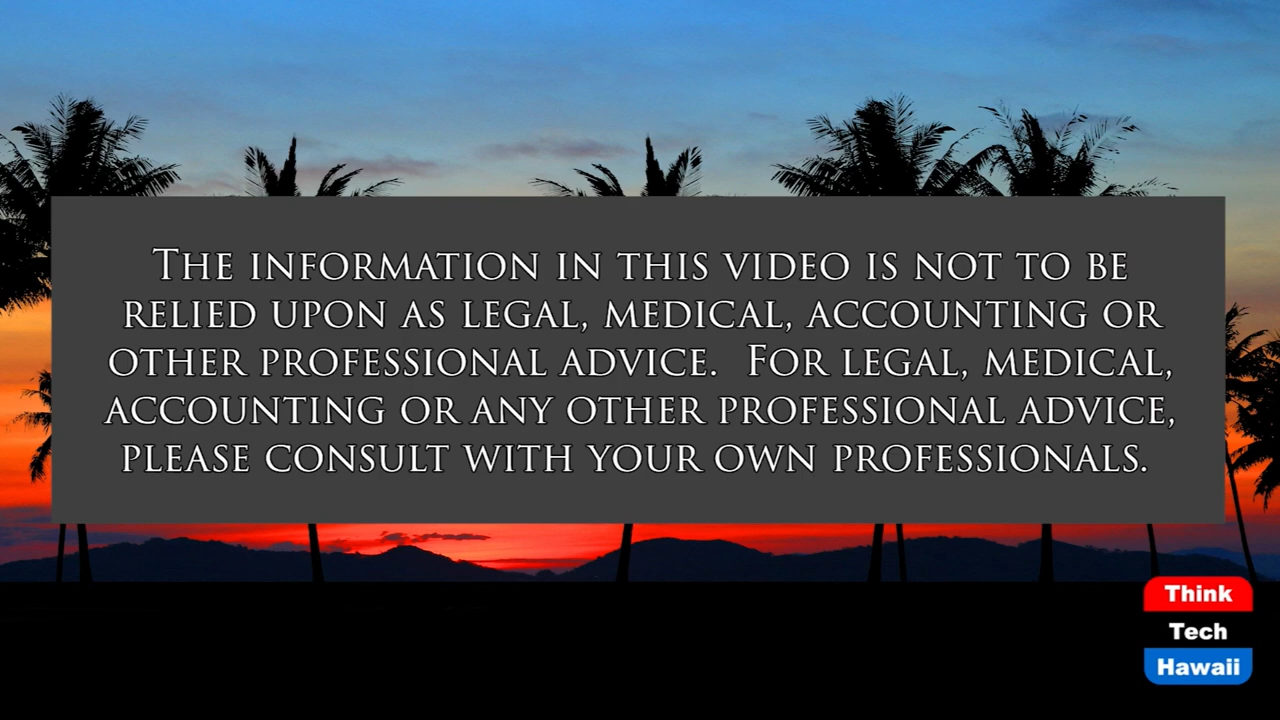 The information in this video is not to be
relied upon as legal, medical, accounting or
other professional advice.  For legal, medical,
accounting or any other professional advice,
please consult with your own professionals.
Think
Tech
Hawaii